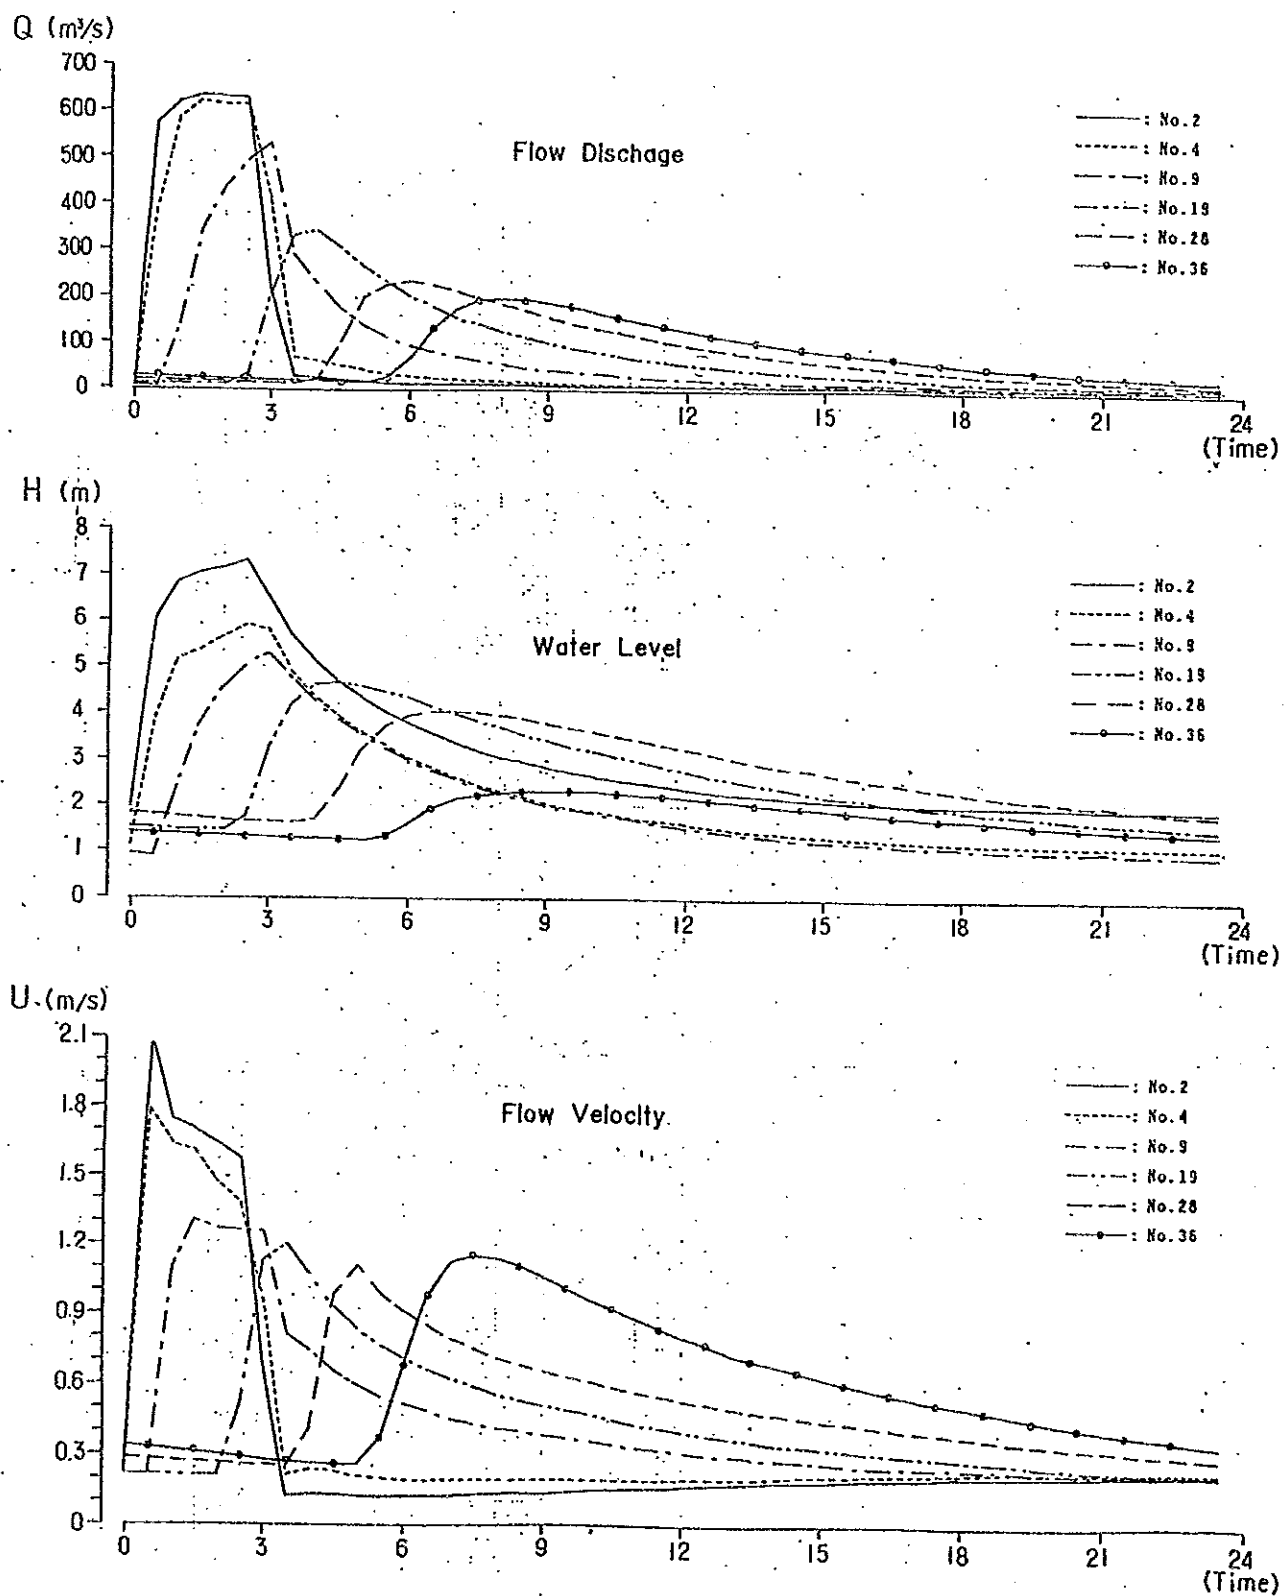 Q (m³/s)
700
600
500
400
300
200
100
0
Flow Dischage
: No.2
: No.4
: No.9
: No.19
: No.28
: No.36
0 3 6 9 12 15 18 21 24
(Time)
H (m)
8
7
6
5
4
3
2
1
0
Water Level
: No.2
: No.4
: No.9
: No.19
: No.28
: No.36
0 3 6 9 12 15 18 21 24
(Time)
U (m/s)
2.1
1.8
1.5
1.2
0.9
0.6
0.3
0
Flow Velocity
: No.2
: No.4
: No.9
: No.19
: No.28
: No.36
0 3 6 9 12 15 18 21 24
(Time)